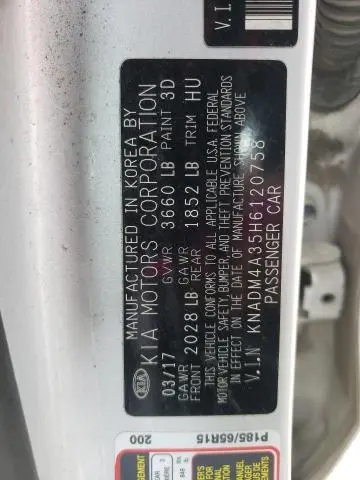 MANUFACTURED IN KOREA BY
KIA MOTORS CORPORATION
KIA
03/17 GVWR 3660 LB PAINT 3D
GAWR GAWR
FRONT 2028 LB REAR 1852 LB TRIM HU
THIS VEHICLE CONFORMS TO ALL APPLICABLE U.S.A. FEDERAL
MOTOR VEHICLE SAFETY, BUMPER, AND THEFT PREVENTION STANDARDS
IN EFFECT ON THE DATE OF MANUFACTURE SHOWN ABOVE
V.I.N KNADM4A35H6120758
PASSENGER CAR
V.I.
P185/65R15
200